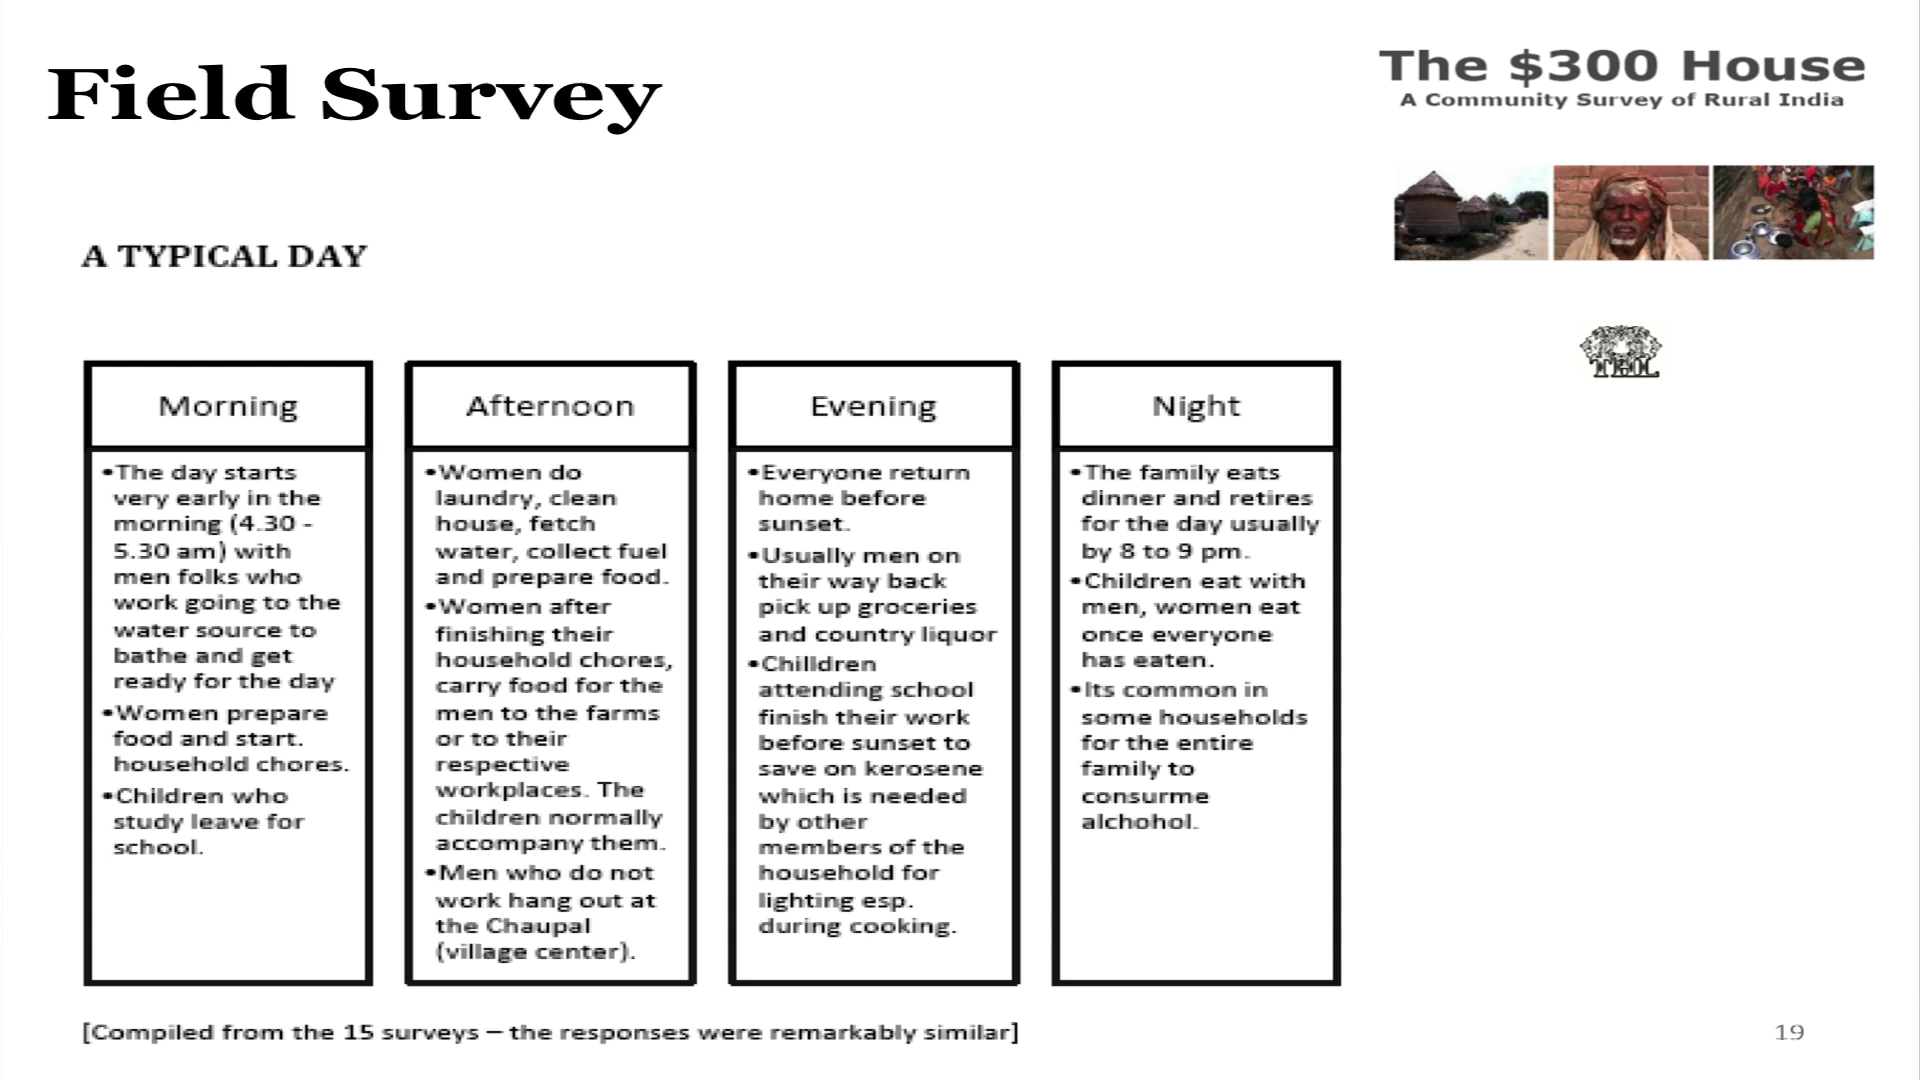 Field Survey
The $300 House
A Community Survey of Rural India
A TYPICAL DAY
Morning
•The day starts
very early in the
morning (4.30 -
5.30 am) with
men folks who
work going to the
water source to
bathe and get
ready for the day
•Women prepare
food and start.
household chores.
•Children who
study leave for
school.
Afternoon
•Women do
laundry, clean
house, fetch
water, collect fuel
and prepare food.
•Women after
finishing their
household chores,
carry food for the
men to the farms
or to their
respective
workplaces. The
children normally
accompany them.
•Men who do not
work hang out at
the Chaupal
(village center).
Evening
•Everyone return
home before
sunset.
•Usually men on
their way back
pick up groceries
and country liquor
•Chilldren
attending school
finish their work
before sunset to
save on kerosene
which is needed
by other
members of the
household for
lighting esp.
during cooking.
Night
•The family eats
dinner and retires
for the day usually
by 8 to 9 pm.
•Children eat with
men, women eat
once everyone
has eaten.
•Its common in
some households
for the entire
family to
consurme
alchohol.
[Compiled from the 15 surveys – the responses were remarkably similar]
19